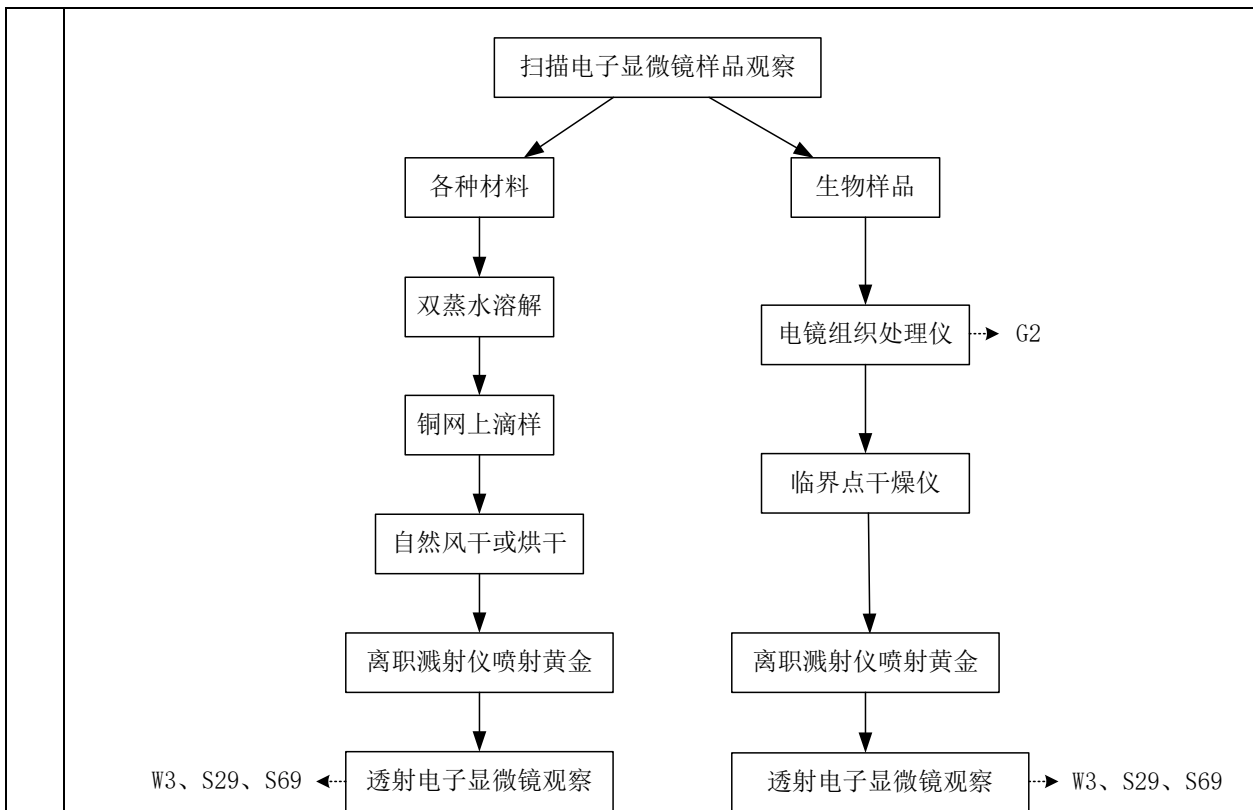 扫描电子显微镜样品观察
各种材料
生物样品
双蒸水溶解
电镜组织处理仪
G2
铜网上滴样
临界点干燥仪
自然风干或烘干
离职溅射仪喷射黄金
离职溅射仪喷射黄金
W3、S29、S69
透射电子显微镜观察
透射电子显微镜观察
W3、S29、S69